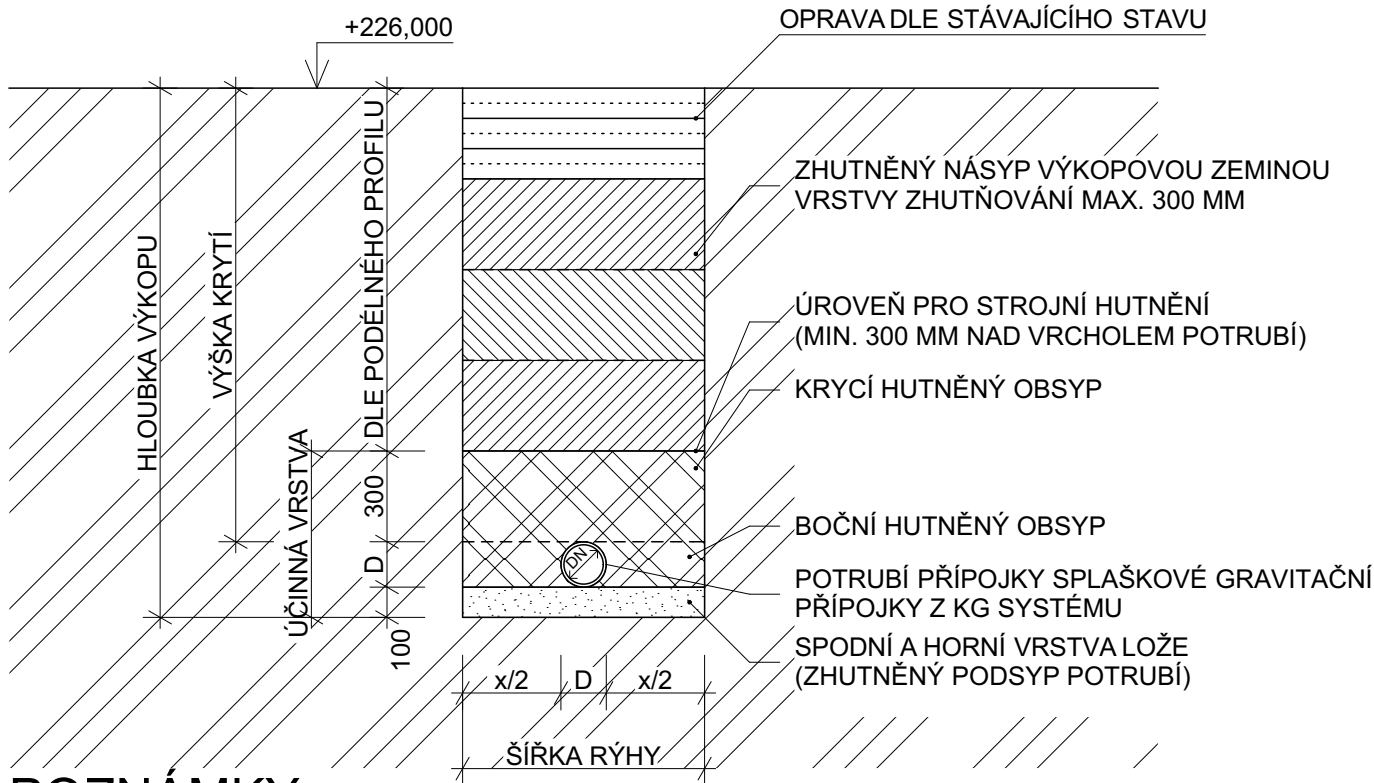 +226,000
OPRAVA DLE STÁVAJÍCÍHO STAVU
ZHUTNĚNÝ NÁSYP VÝKOPOVOU ZEMINOU
VRSTVY ZHUTŇOVÁNÍ MAX. 300 MM
ÚROVEŇ PRO STROJNÍ HUTNĚNÍ
(MIN. 300 MM NAD VRCHOLEM POTRUBÍ)
KRYCÍ HUTNĚNÝ OBSYP
BOČNÍ HUTNĚNÝ OBSYP
POTRUBÍ PŘÍPOJKY SPLAŠKOVÉ GRAVITAČNÍ
PŘÍPOJKY Z KG SYSTÉMU
SPODNÍ A HORNÍ VRSTVA LOŽE
(ZHUTNĚNÝ PODSYP POTRUBÍ)
HLOUBKA VÝKOPU
VÝŠKA KRYTÍ
ÚČINNÁ VRSTVA
DLE PODÉLNÉHO PROFILU
300
D
100
DN
x/2
D
x/2
ŠÍŘKA RÝHY
POZNÁMKY